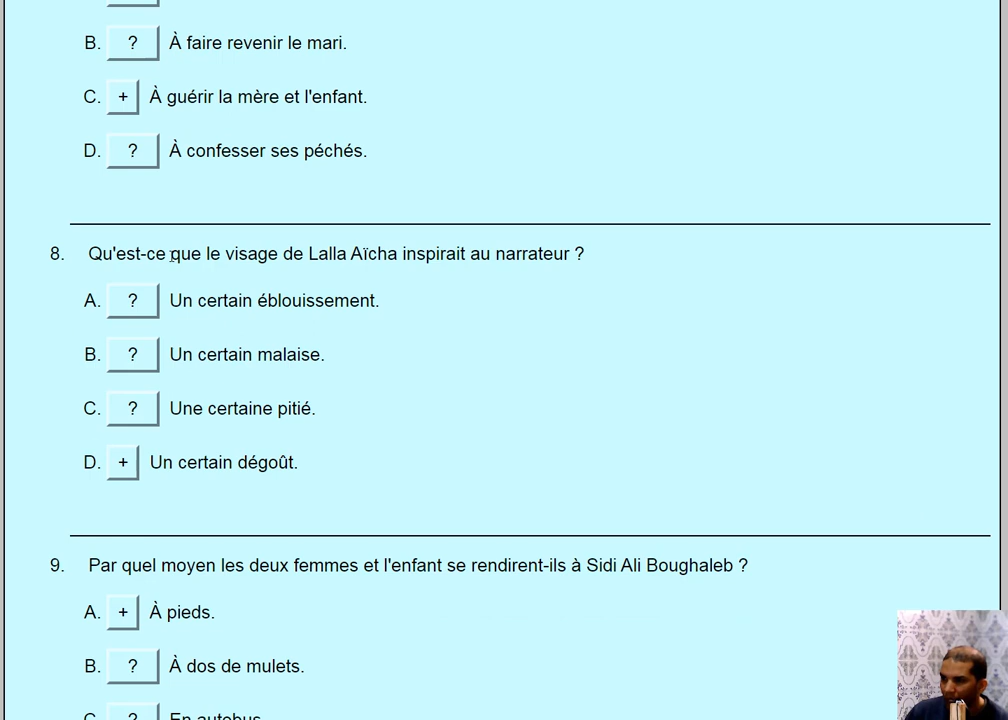 B. ? À faire revenir le mari.
C. + À guérir la mère et l'enfant.
D. ? À confesser ses péchés.
8. Qu'est-ce que le visage de Lalla Aïcha inspirait au narrateur ?
A. ? Un certain éblouissement.
B. ? Un certain malaise.
C. ? Une certaine pitié.
D. + Un certain dégoût.
9. Par quel moyen les deux femmes et l'enfant se rendirent-ils à Sidi Ali Boughaleb ?
A. + À pieds.
B. ? À dos de mulets.
C. ? En autobus